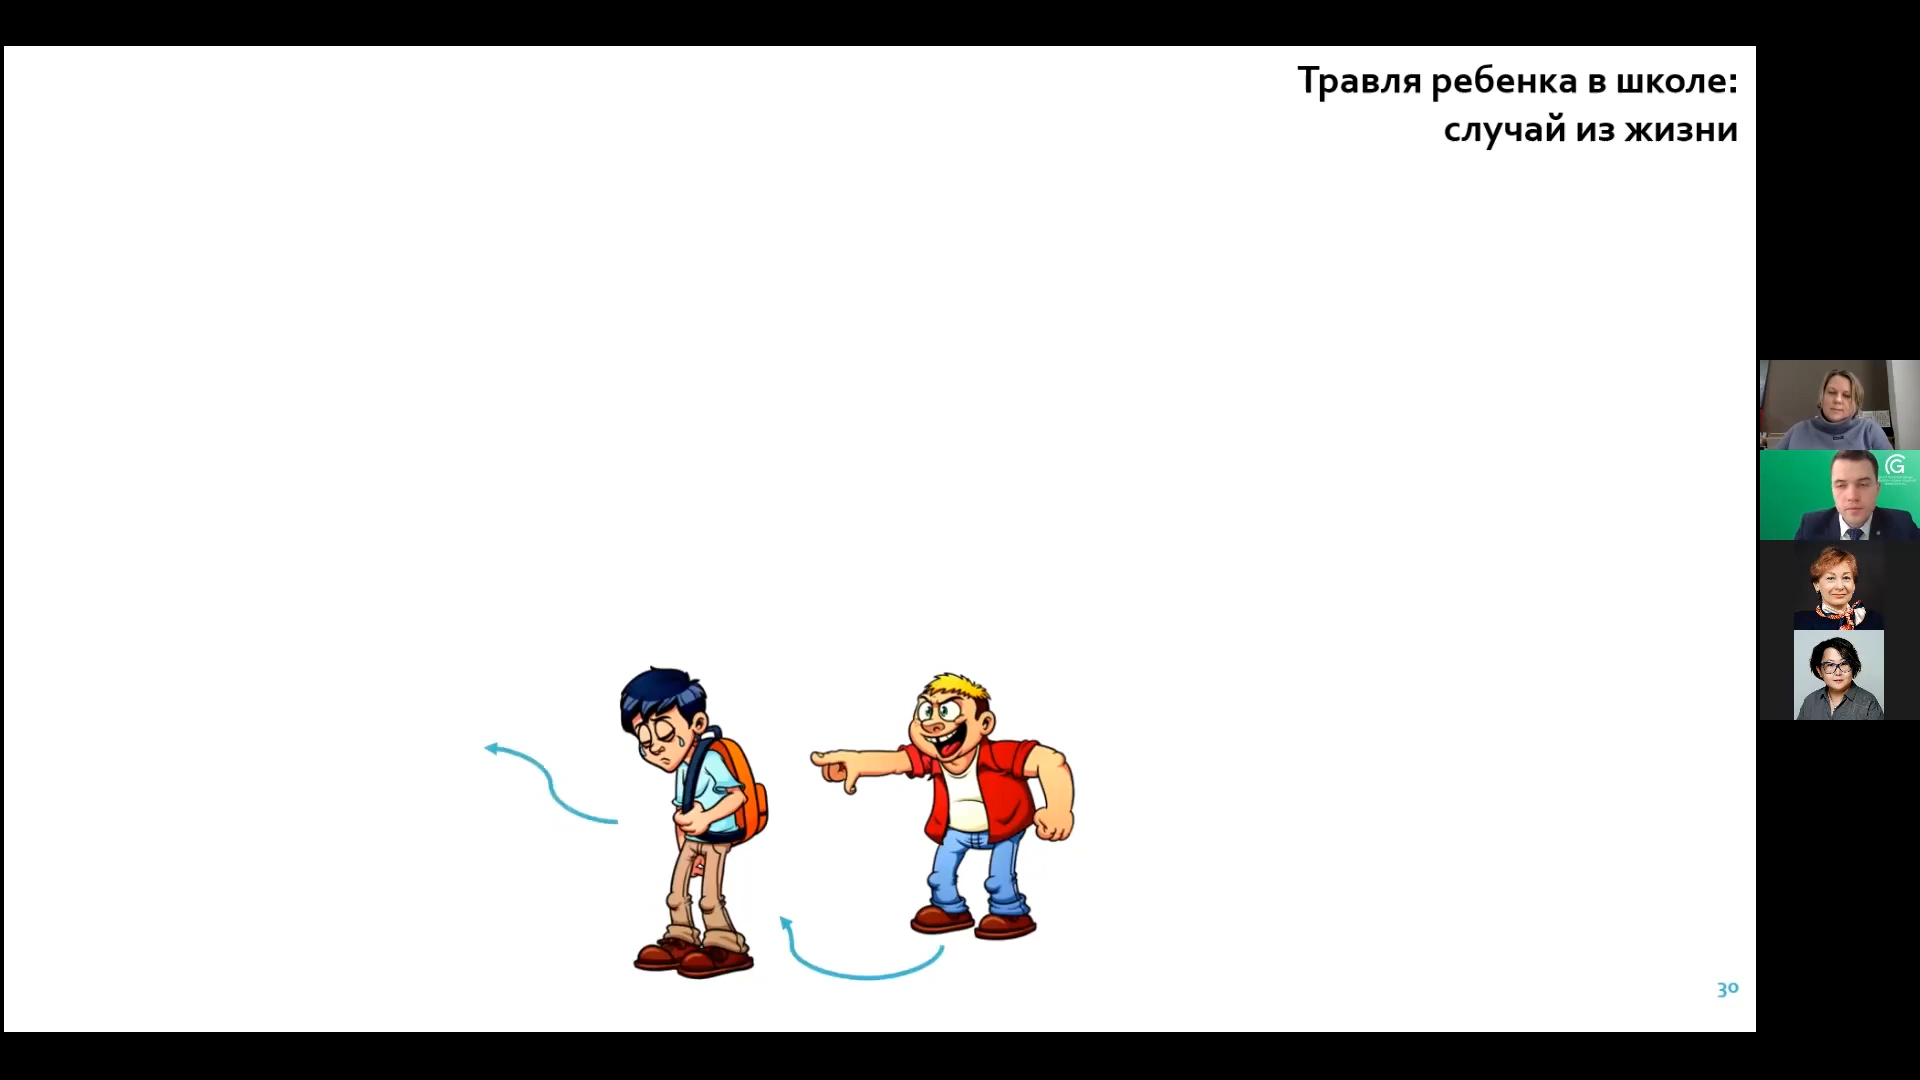 Травля ребенка в школе:
случай из жизни
30